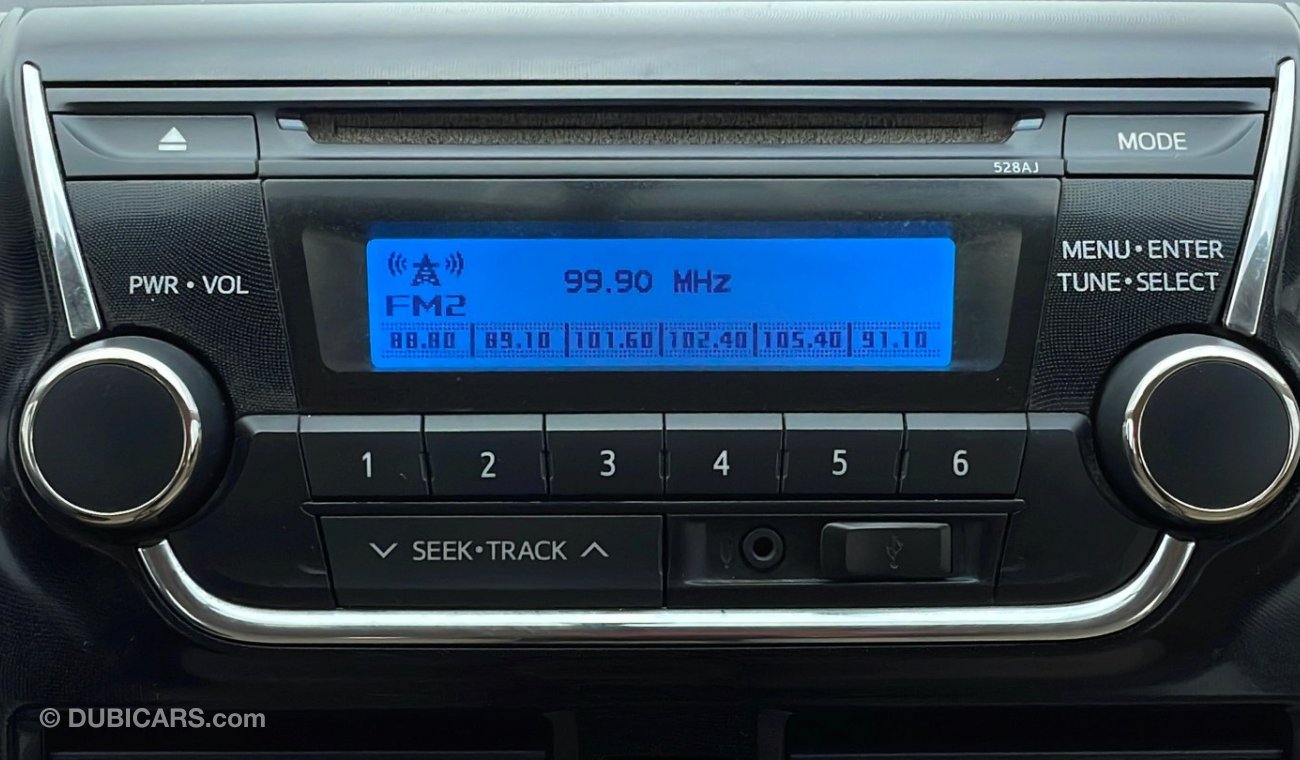 MODE
528AJ
PWR • VOL
MENU • ENTER
TUNE • SELECT
99.90 MHz
FM2
88.80 89.10 101.60 102.40 105.40 91.10
1 2 3 4 5 6
SEEK • TRACK
© DUBICARS.com